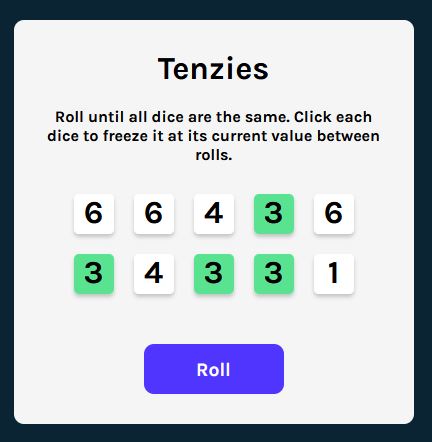 Tenzies
Roll until all dice are the same. Click each
dice to freeze it at its current value between
rolls.
6 6 4 3 6
3 4 3 3 1
Roll